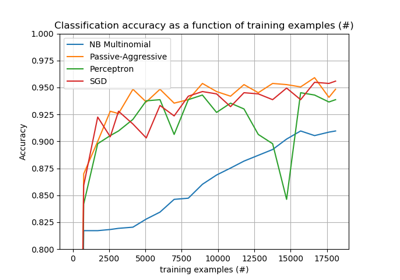 Classification accuracy as a function of training examples (#)
1.000
0.975
0.950
0.925
0.900
0.875
0.850
0.825
0.800
Accuracy
NB Multinomial
Passive-Aggressive
Perceptron
SGD
0 2500 5000 7500 10000 12500 15000 17500
training examples (#)